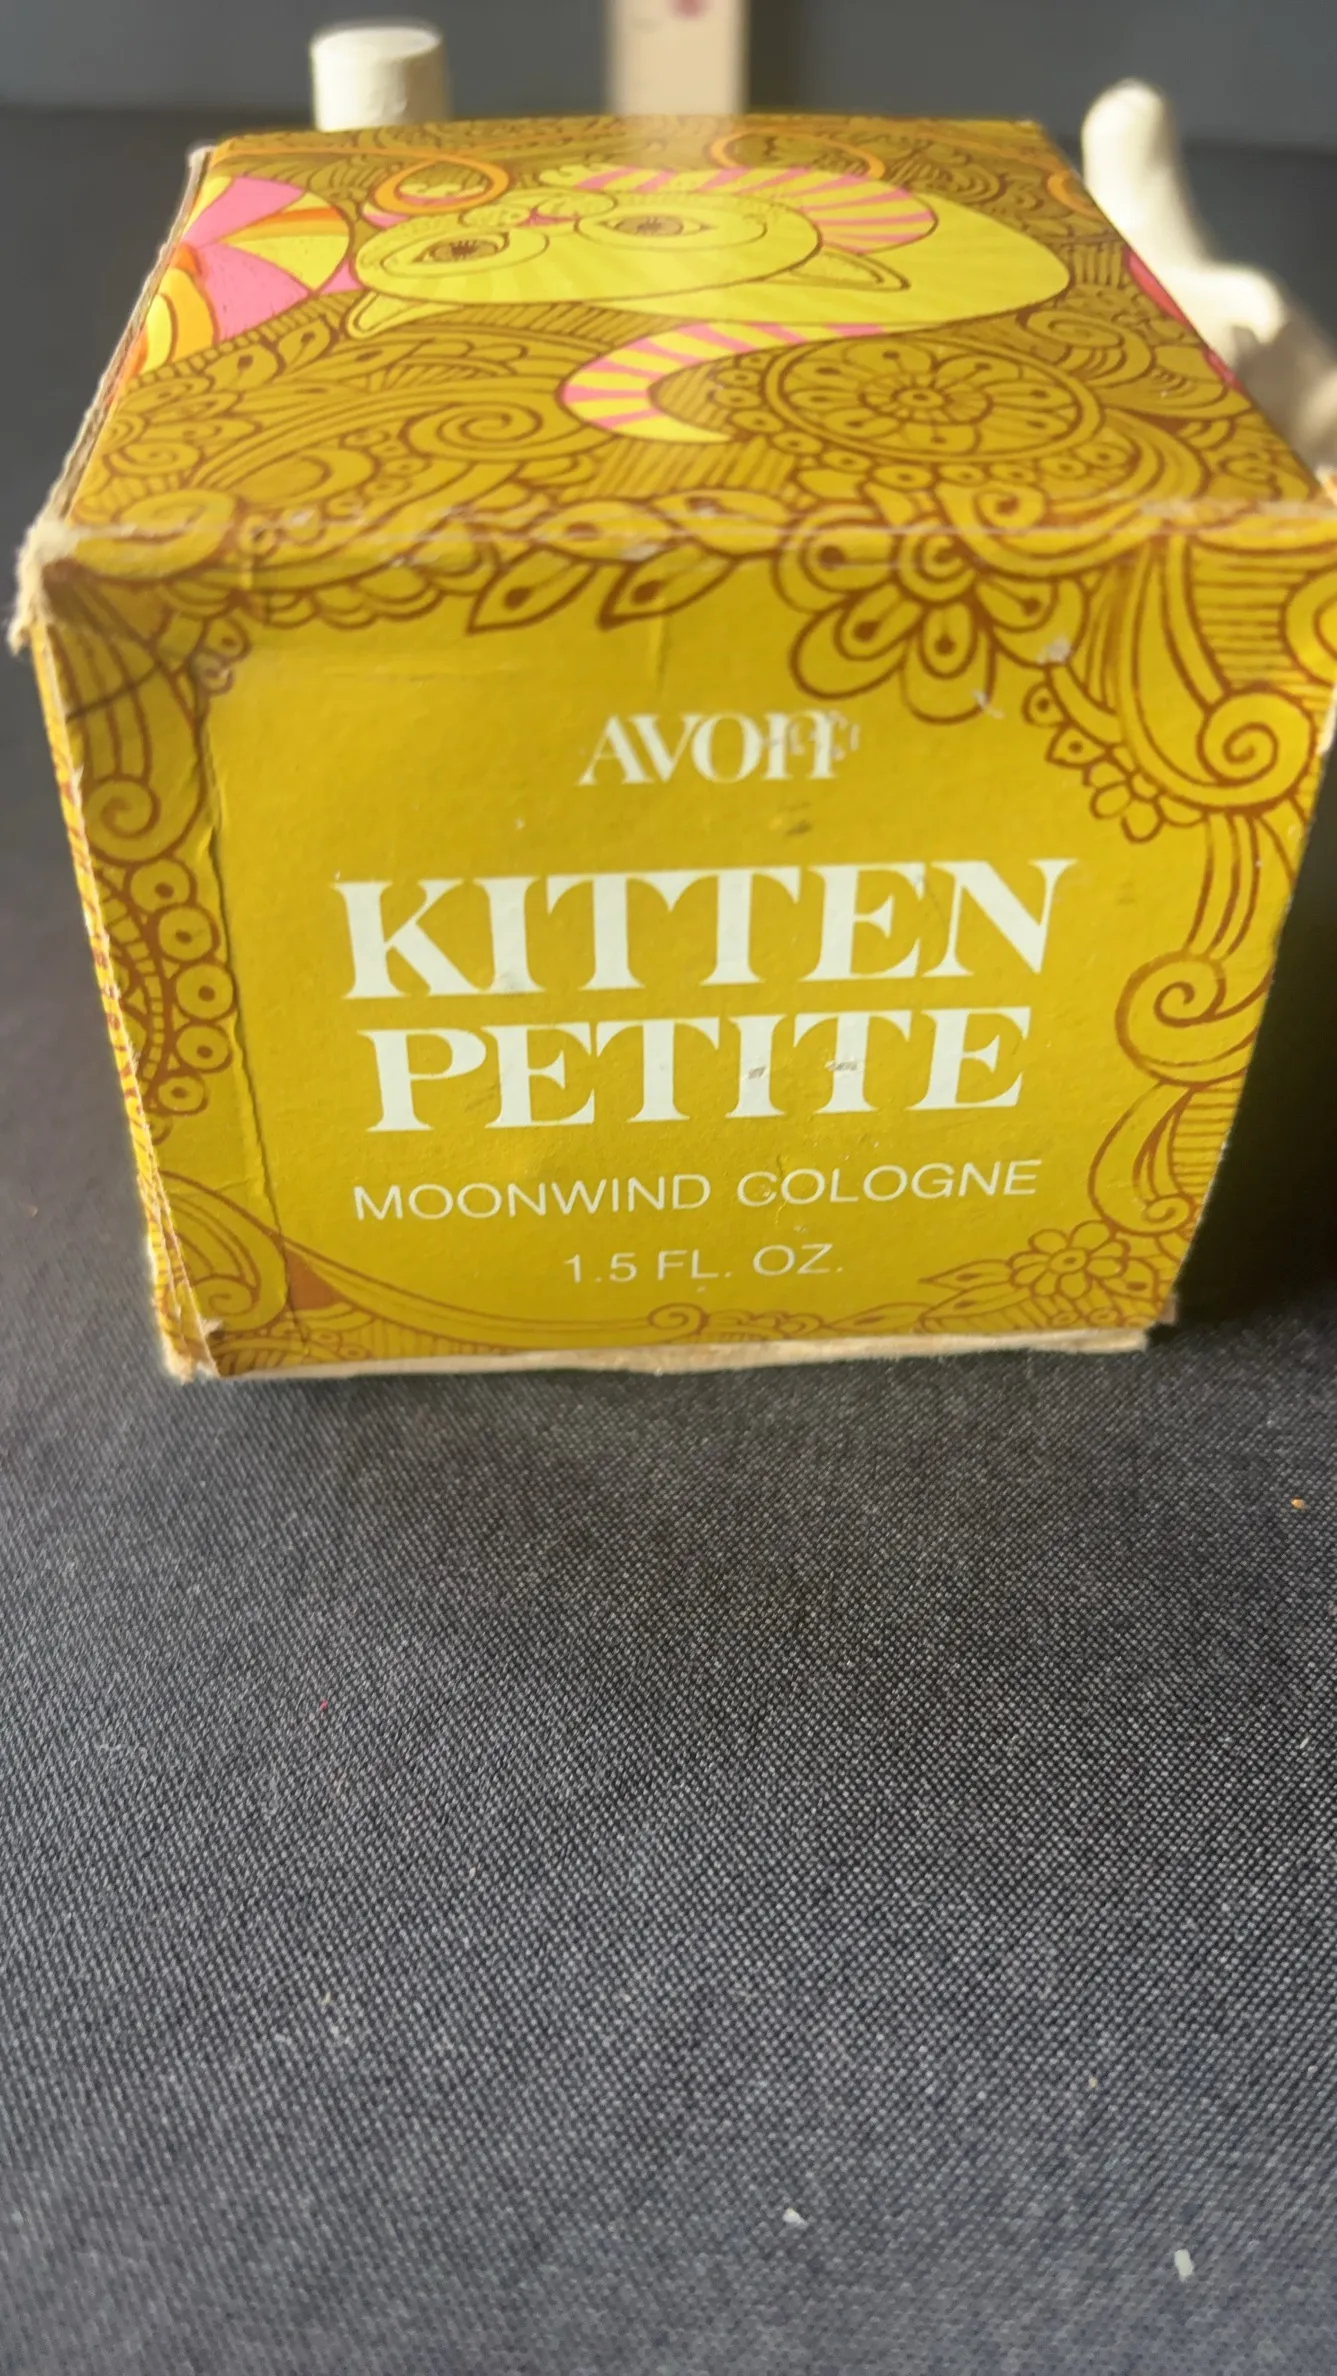 AVON
KITTEN
PETITE
MOONWIND COLOGNE
1.5 FL. OZ.